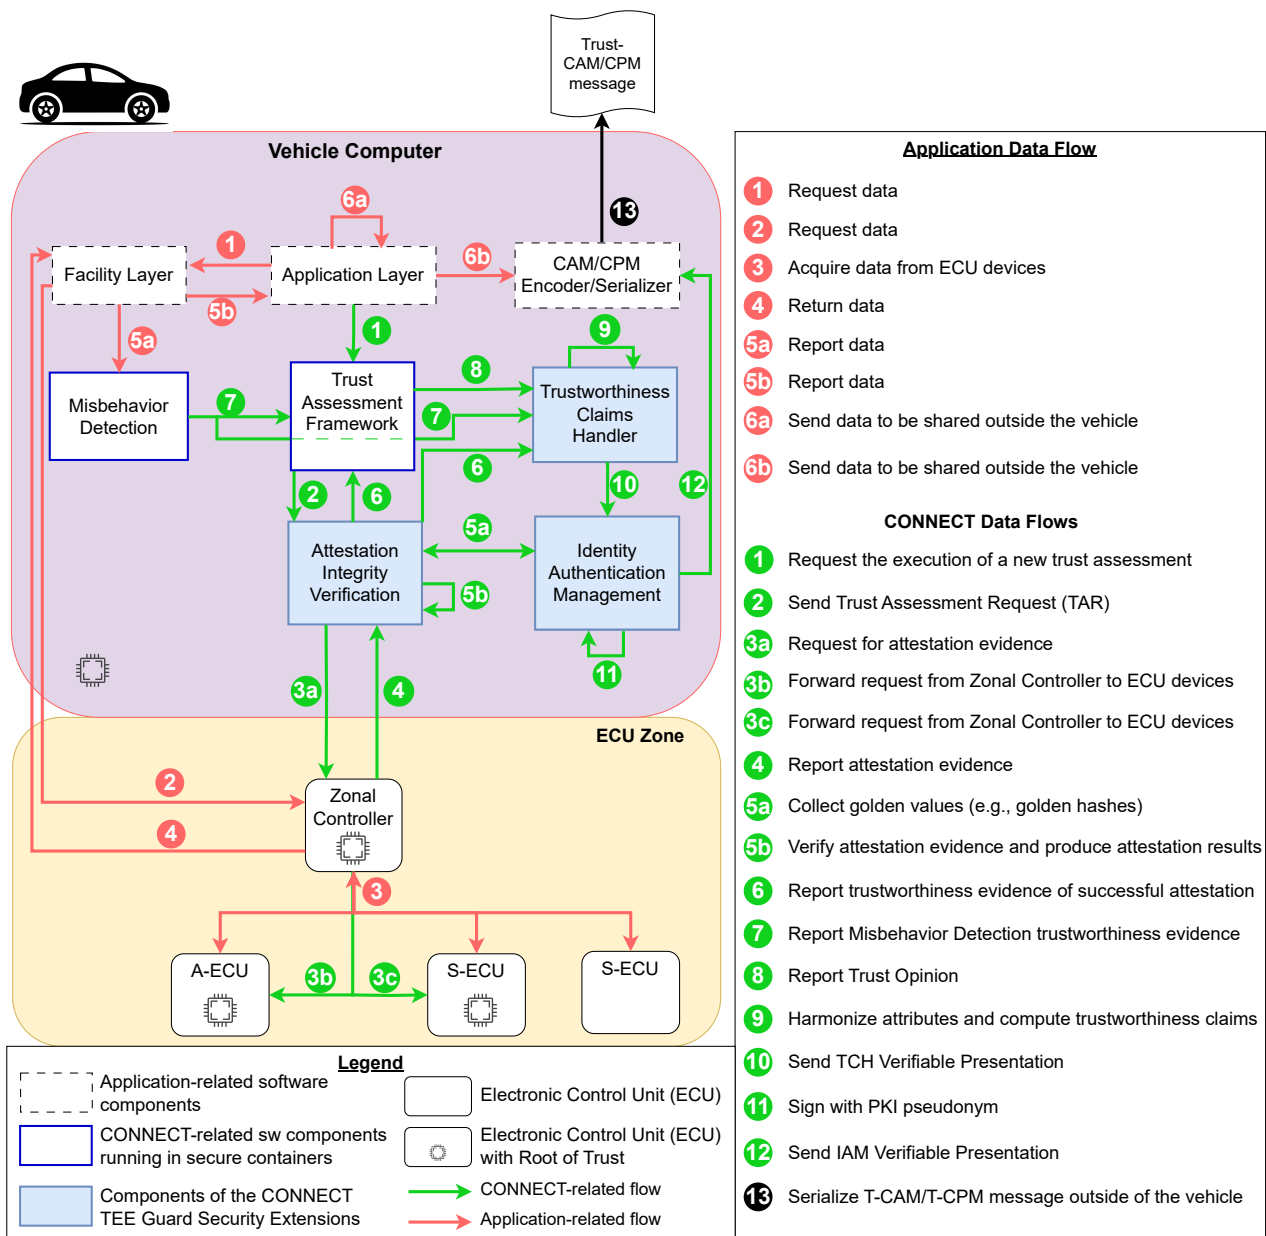 Trust-
CAM/CPM
message
Vehicle Computer
6a
13
1
6b
Facility Layer
Application Layer
CAM/CPM
Encoder/Serializer
5b
5a
1
9
12
8
Misbehavior
Detection
7
Trust
Assessment
Framework
7
Trustworthiness
Claims
Handler
6
2
6
10
5a
Attestation
Integrity
Verification
5b
Identity
Authentication
Management
11
3a
4
ECU Zone
2
4
Zonal
Controller
3
A-ECU
3b
3c
S-ECU
S-ECU
Legend
Application-related software
components
CONNECT-related sw components
running in secure containers
Components of the CONNECT
TEE Guard Security Extensions
Electronic Control Unit (ECU)
Electronic Control Unit (ECU)
with Root of Trust
CONNECT-related flow
Application-related flow
Application Data Flow
1 Request data
2 Request data
3 Acquire data from ECU devices
4 Return data
5a Report data
5b Report data
6a Send data to be shared outside the vehicle
6b Send data to be shared outside the vehicle
CONNECT Data Flows
1 Request the execution of a new trust assessment
2 Send Trust Assessment Request (TAR)
3a Request for attestation evidence
3b Forward request from Zonal Controller to ECU devices
3c Forward request from Zonal Controller to ECU devices
4 Report attestation evidence
5a Collect golden values (e.g., golden hashes)
5b Verify attestation evidence and produce attestation results
6 Report trustworthiness evidence of successful attestation
7 Report Misbehavior Detection trustworthiness evidence
8 Report Trust Opinion
9 Harmonize attributes and compute trustworthiness claims
10 Send TCH Verifiable Presentation
11 Sign with PKI pseudonym
12 Send IAM Verifiable Presentation
13 Serialize T-CAM/T-CPM message outside of the vehicle